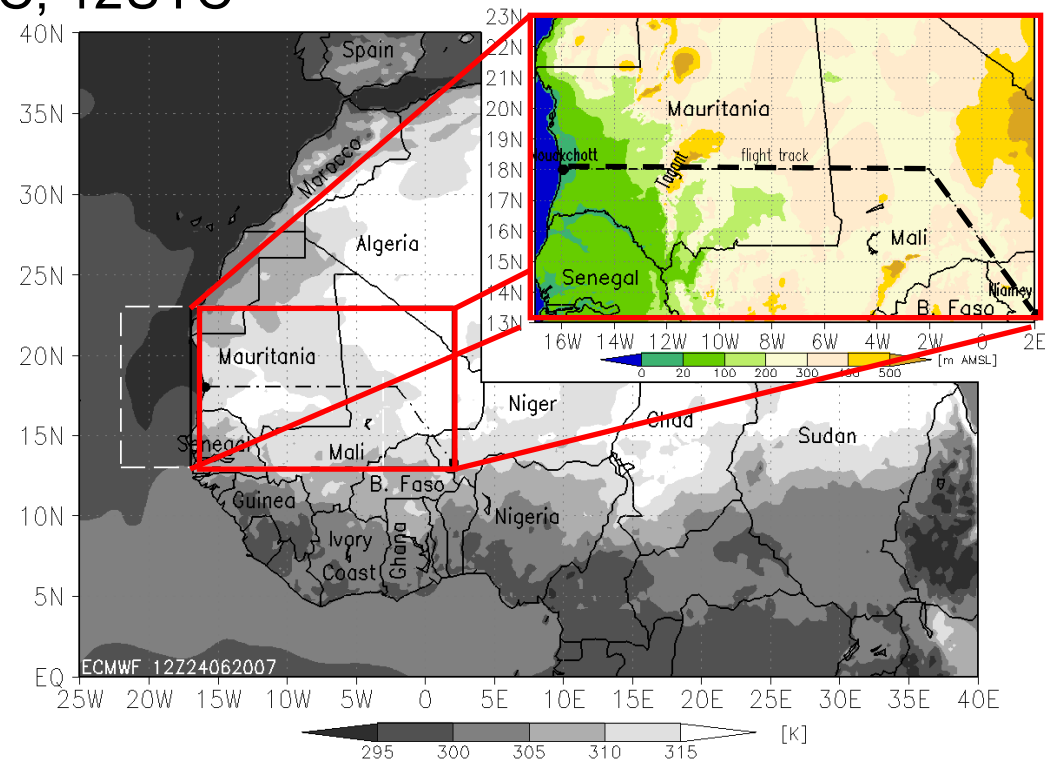 C, 12UTC
40N
35N
30N
25N
20N
15N
10N
5N
EQ
25W 20W 15W 10W 5W 0 5E 10E 15E 20E 25E 30E 35E 40E
Spain
Morocco
Algeria
Mauritania
Senegal
Mali
Niger
Chad
Sudan
B. Faso
Guinea
Nigeria
Ivory
Coast
Ghana
ECMWF 12Z24062007
295 300 305 310 315 [K]
23N
22N
21N
20N
19N
18N
17N
16N
15N
14N
13N
16W 14W 12W 10W 8W 6W 4W 2W 0 2E
Mauritania
flight track
Tagant
Mali
Senegal
B. Faso
Niamey
0 20 100 200 300 400 500 [m AMSL]